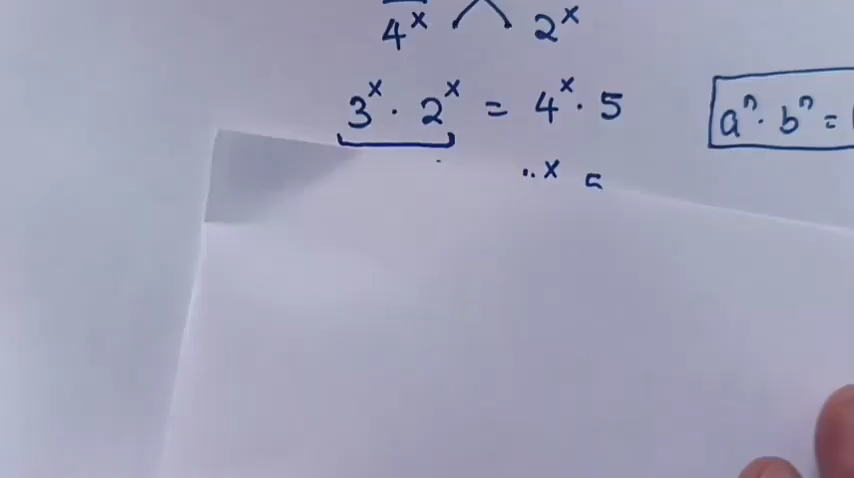 4ˣ 2ˣ
3ˣ · 2ˣ = 4ˣ · 5
aⁿ · bⁿ =